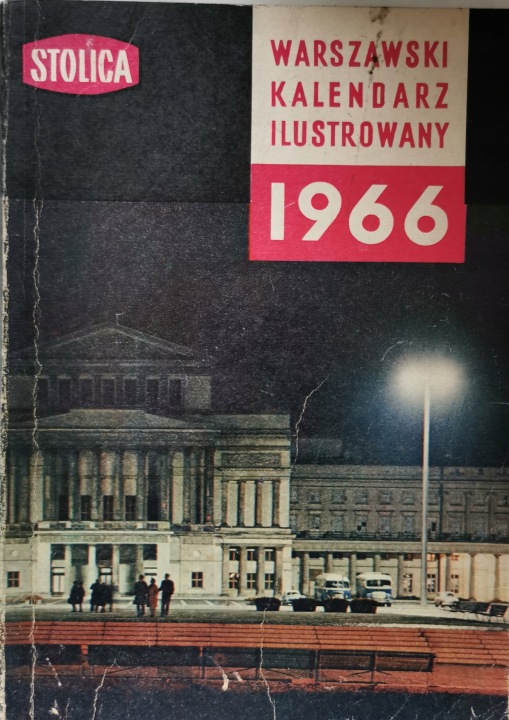 STOLICA
WARSZAWSKI
KALENDARZ
ILUSTROWANY
1966